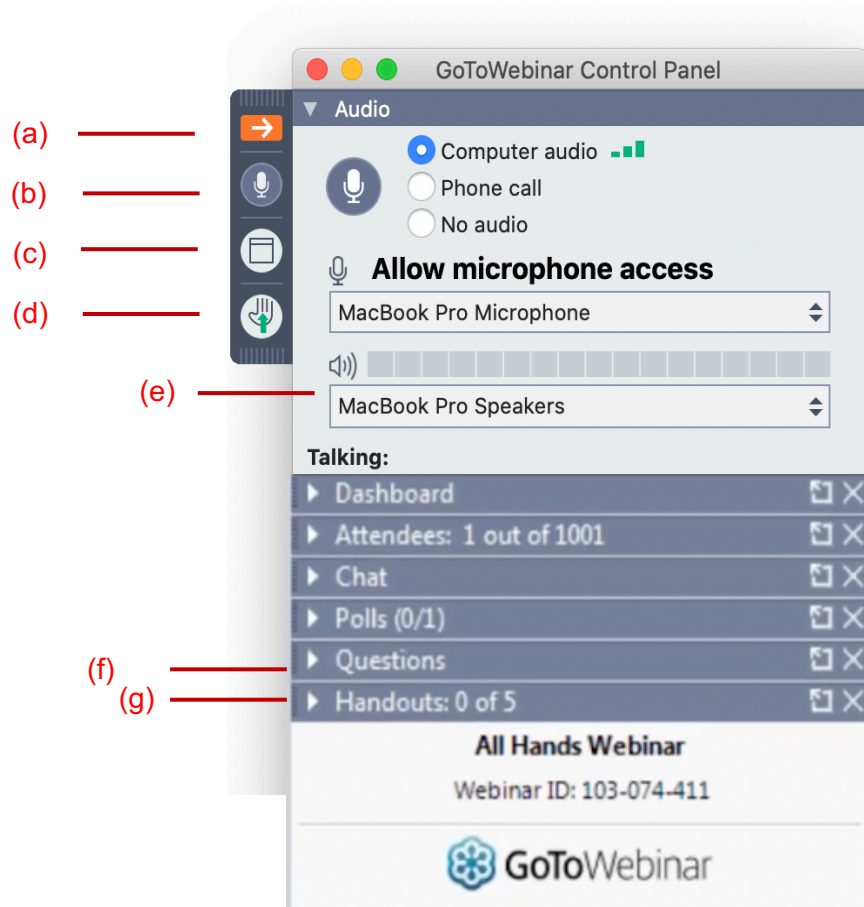 GoToWebinar Control Panel
Audio
(a)
Computer audio
(b)
Phone call
No audio
(c)
Allow microphone access
(d)
MacBook Pro Microphone
(e)
MacBook Pro Speakers
Talking:
Dashboard
Attendees: 1 out of 1001
Chat
Polls (0/1)
(f)
Questions
(g)
Handouts: 0 of 5
All Hands Webinar
Webinar ID: 103-074-411
GoToWebinar